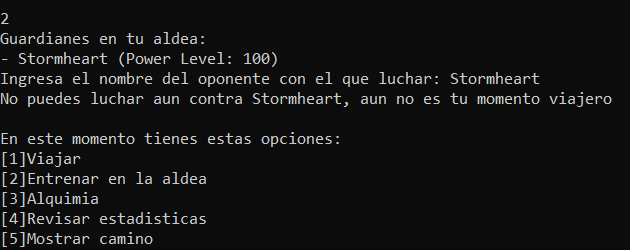 2
Guardianes en tu aldea:
- Stormheart (Power Level: 100)
Ingresa el nombre del oponente con el que luchar: Stormheart
No puedes luchar aun contra Stormheart, aun no es tu momento viajero
En este momento tienes estas opciones:
[1]Viajar
[2]Entrenar en la aldea
[3]Alquimia
[4]Revisar estadisticas
[5]Mostrar camino